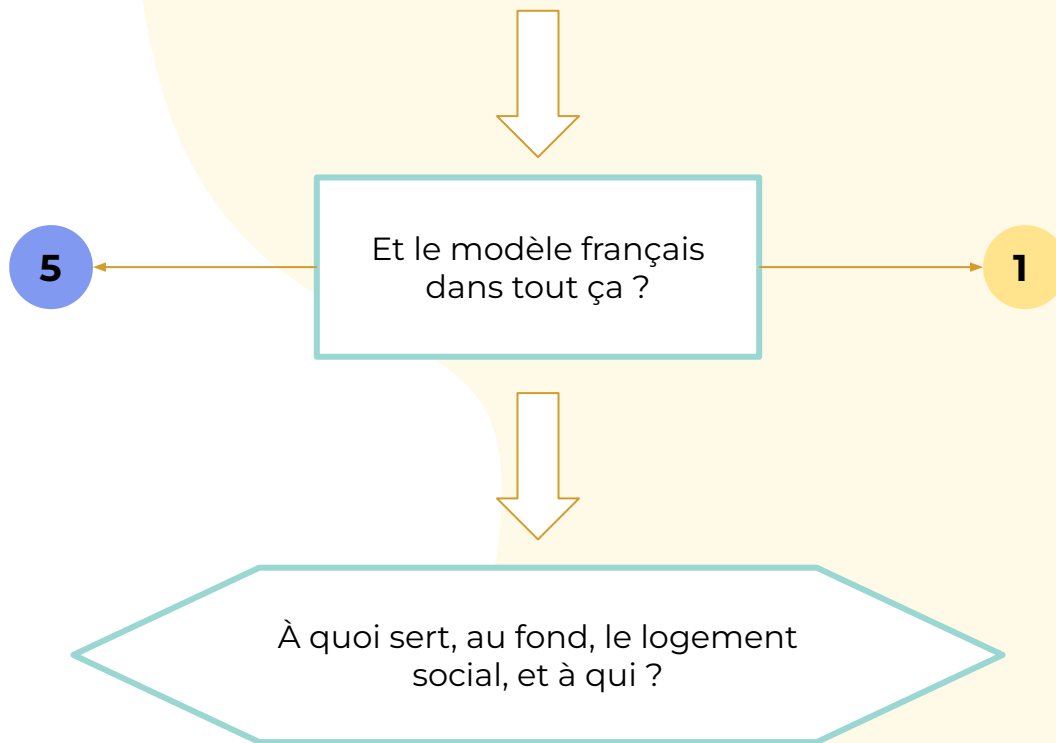 Et le modèle français
dans tout ça ?
5
1
À quoi sert, au fond, le logement
social, et à qui ?